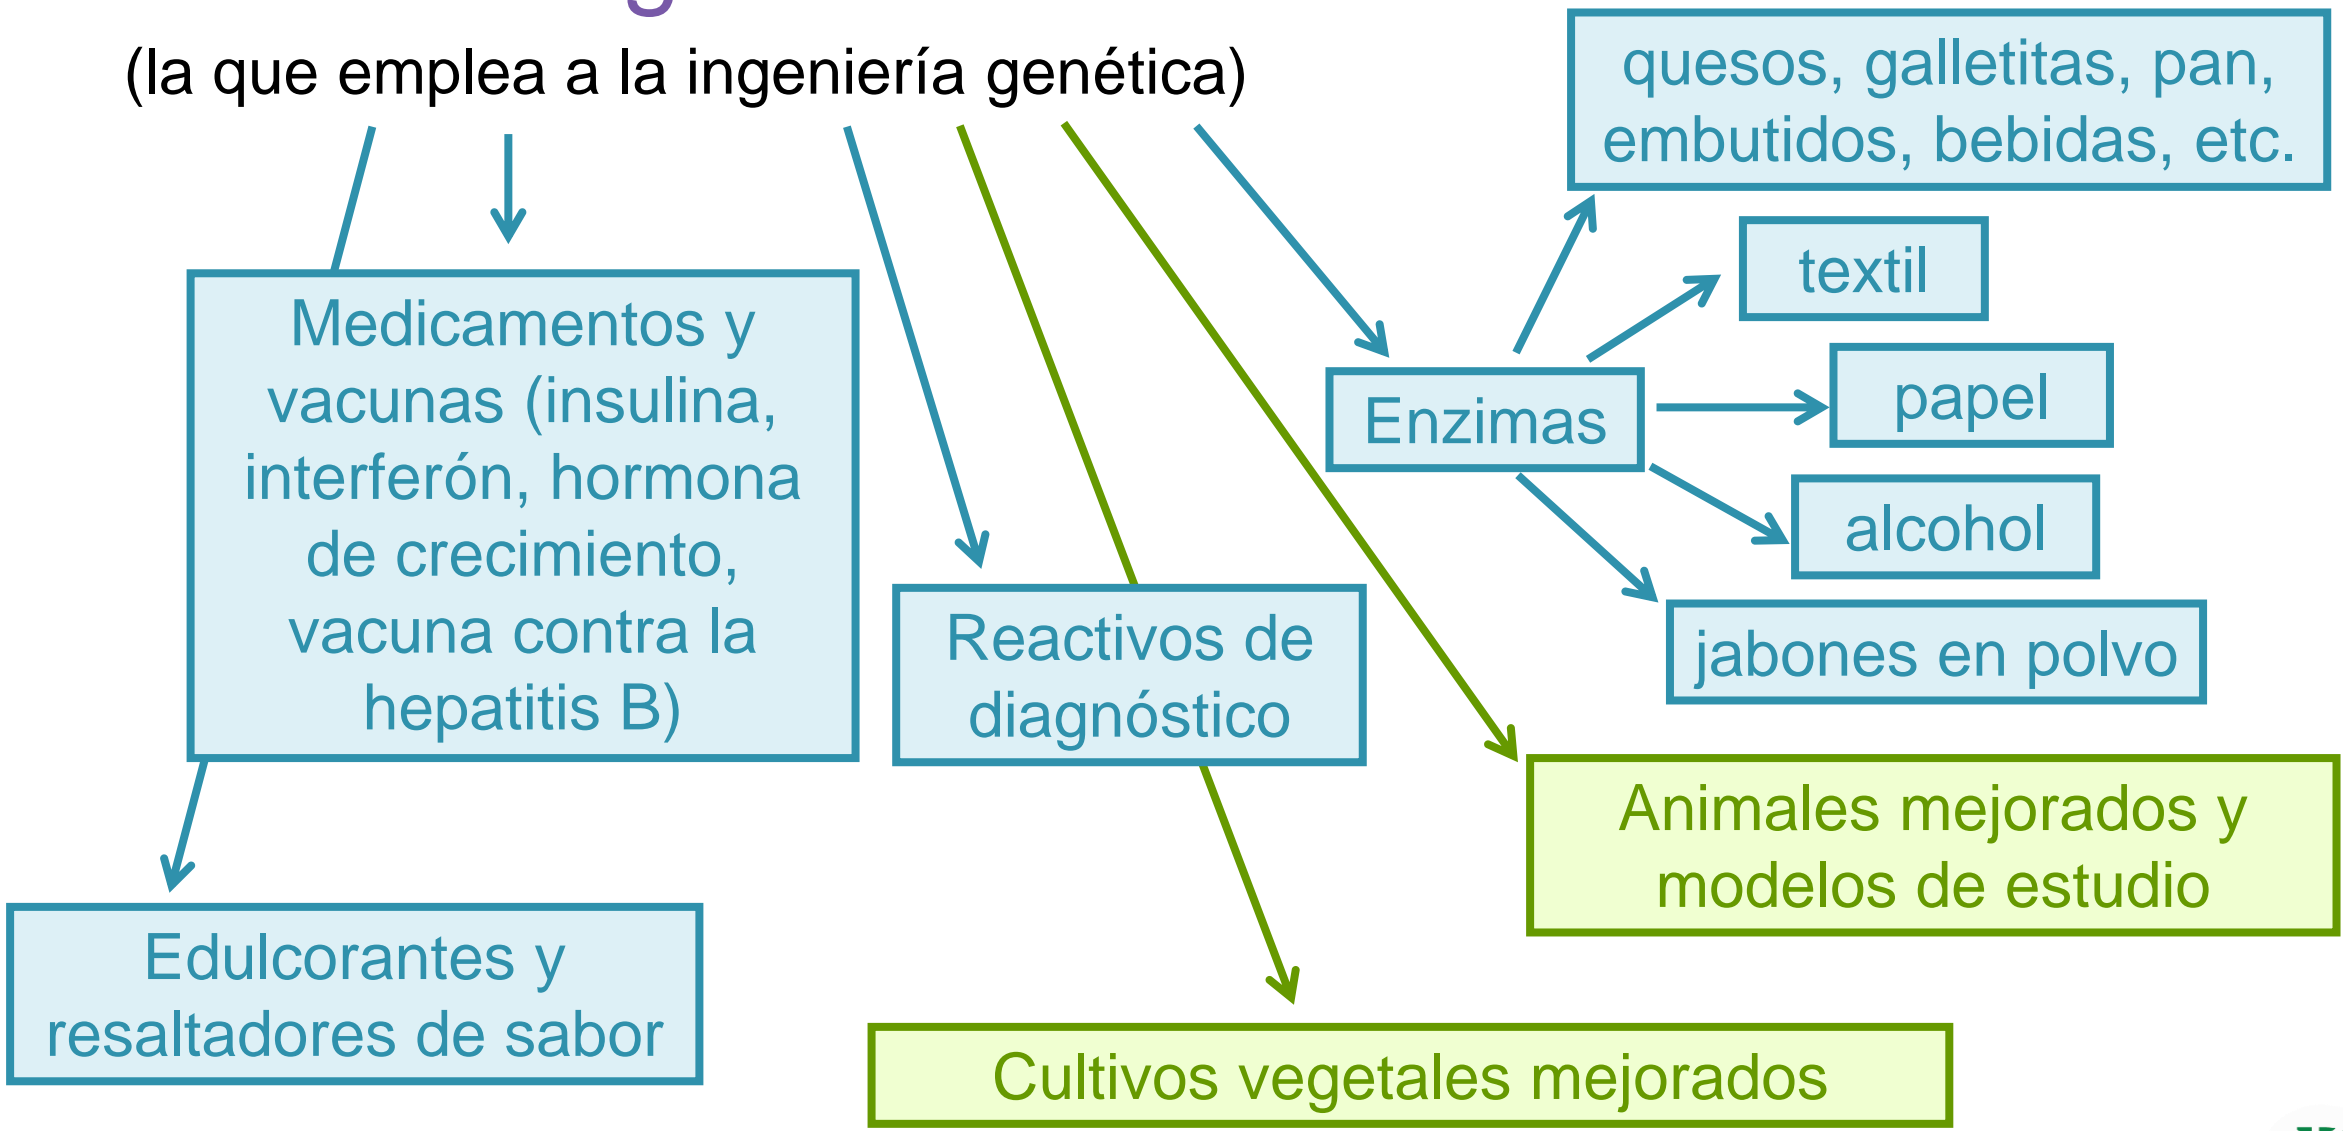 (la que emplea a la ingeniería genética)
quesos, galletitas, pan,
embutidos, bebidas, etc.
textil
Medicamentos y
vacunas (insulina,
interferón, hormona
de crecimiento,
vacuna contra la
hepatitis B)
Enzimas
papel
alcohol
Reactivos de
diagnóstico
jabones en polvo
Animales mejorados y
modelos de estudio
Edulcorantes y
resaltadores de sabor
Cultivos vegetales mejorados